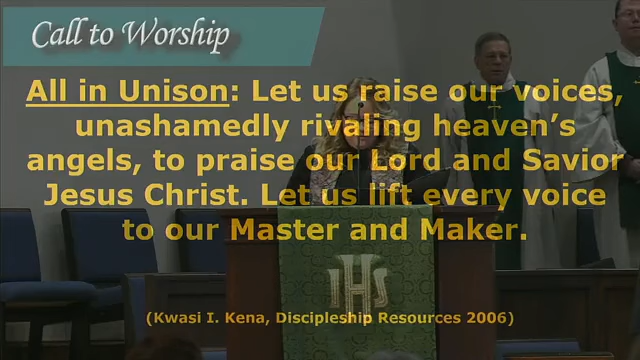 Call to Worship
All in Unison: Let us raise our voices,
unashamedly rivaling heaven's
angels, to praise our Lord and Savior
Jesus Christ. Let us lift every voice
to our Master and Maker.
IHS
(Kwasi I. Kena, Discipleship Resources 2006)